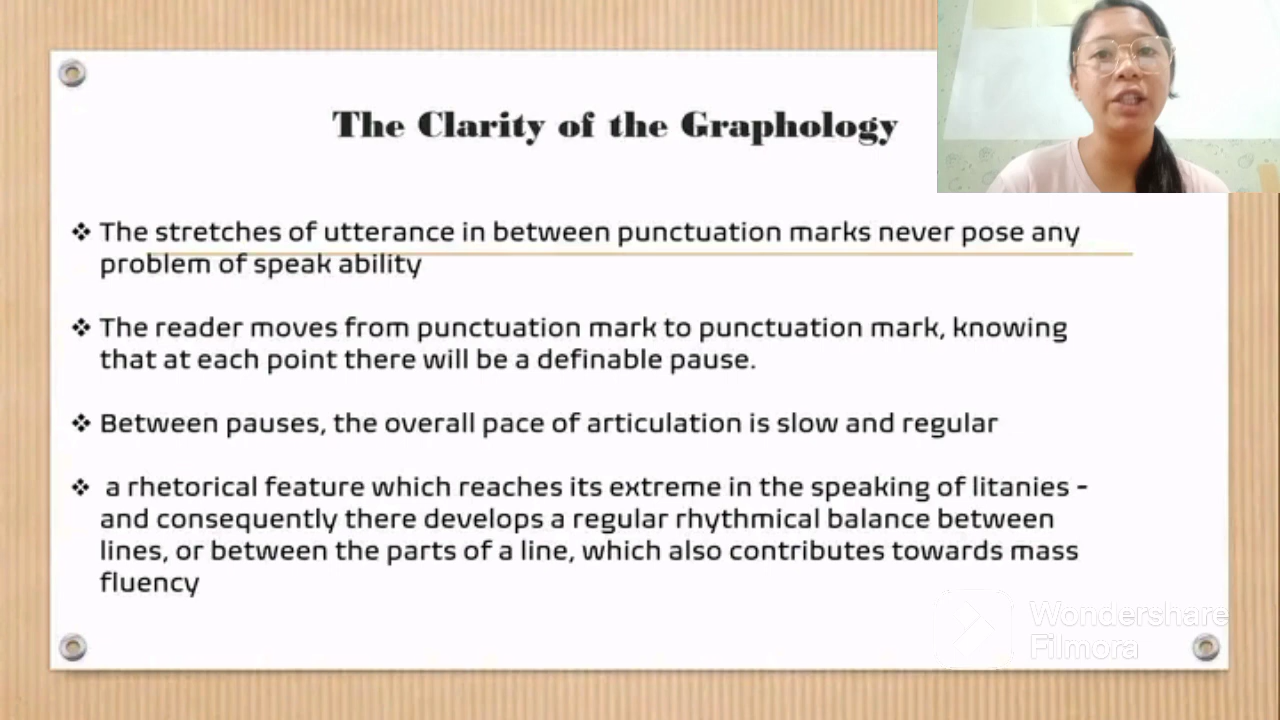 The Clarity of the Graphology
❖ The stretches of utterance in between punctuation marks never pose any
problem of speak ability
❖ The reader moves from punctuation mark to punctuation mark, knowing
that at each point there will be a definable pause.
❖ Between pauses, the overall pace of articulation is slow and regular
❖ a rhetorical feature which reaches its extreme in the speaking of litanies -
and consequently there develops a regular rhythmical balance between
lines, or between the parts of a line, which also contributes towards mass
fluency
Wondershare
Filmora